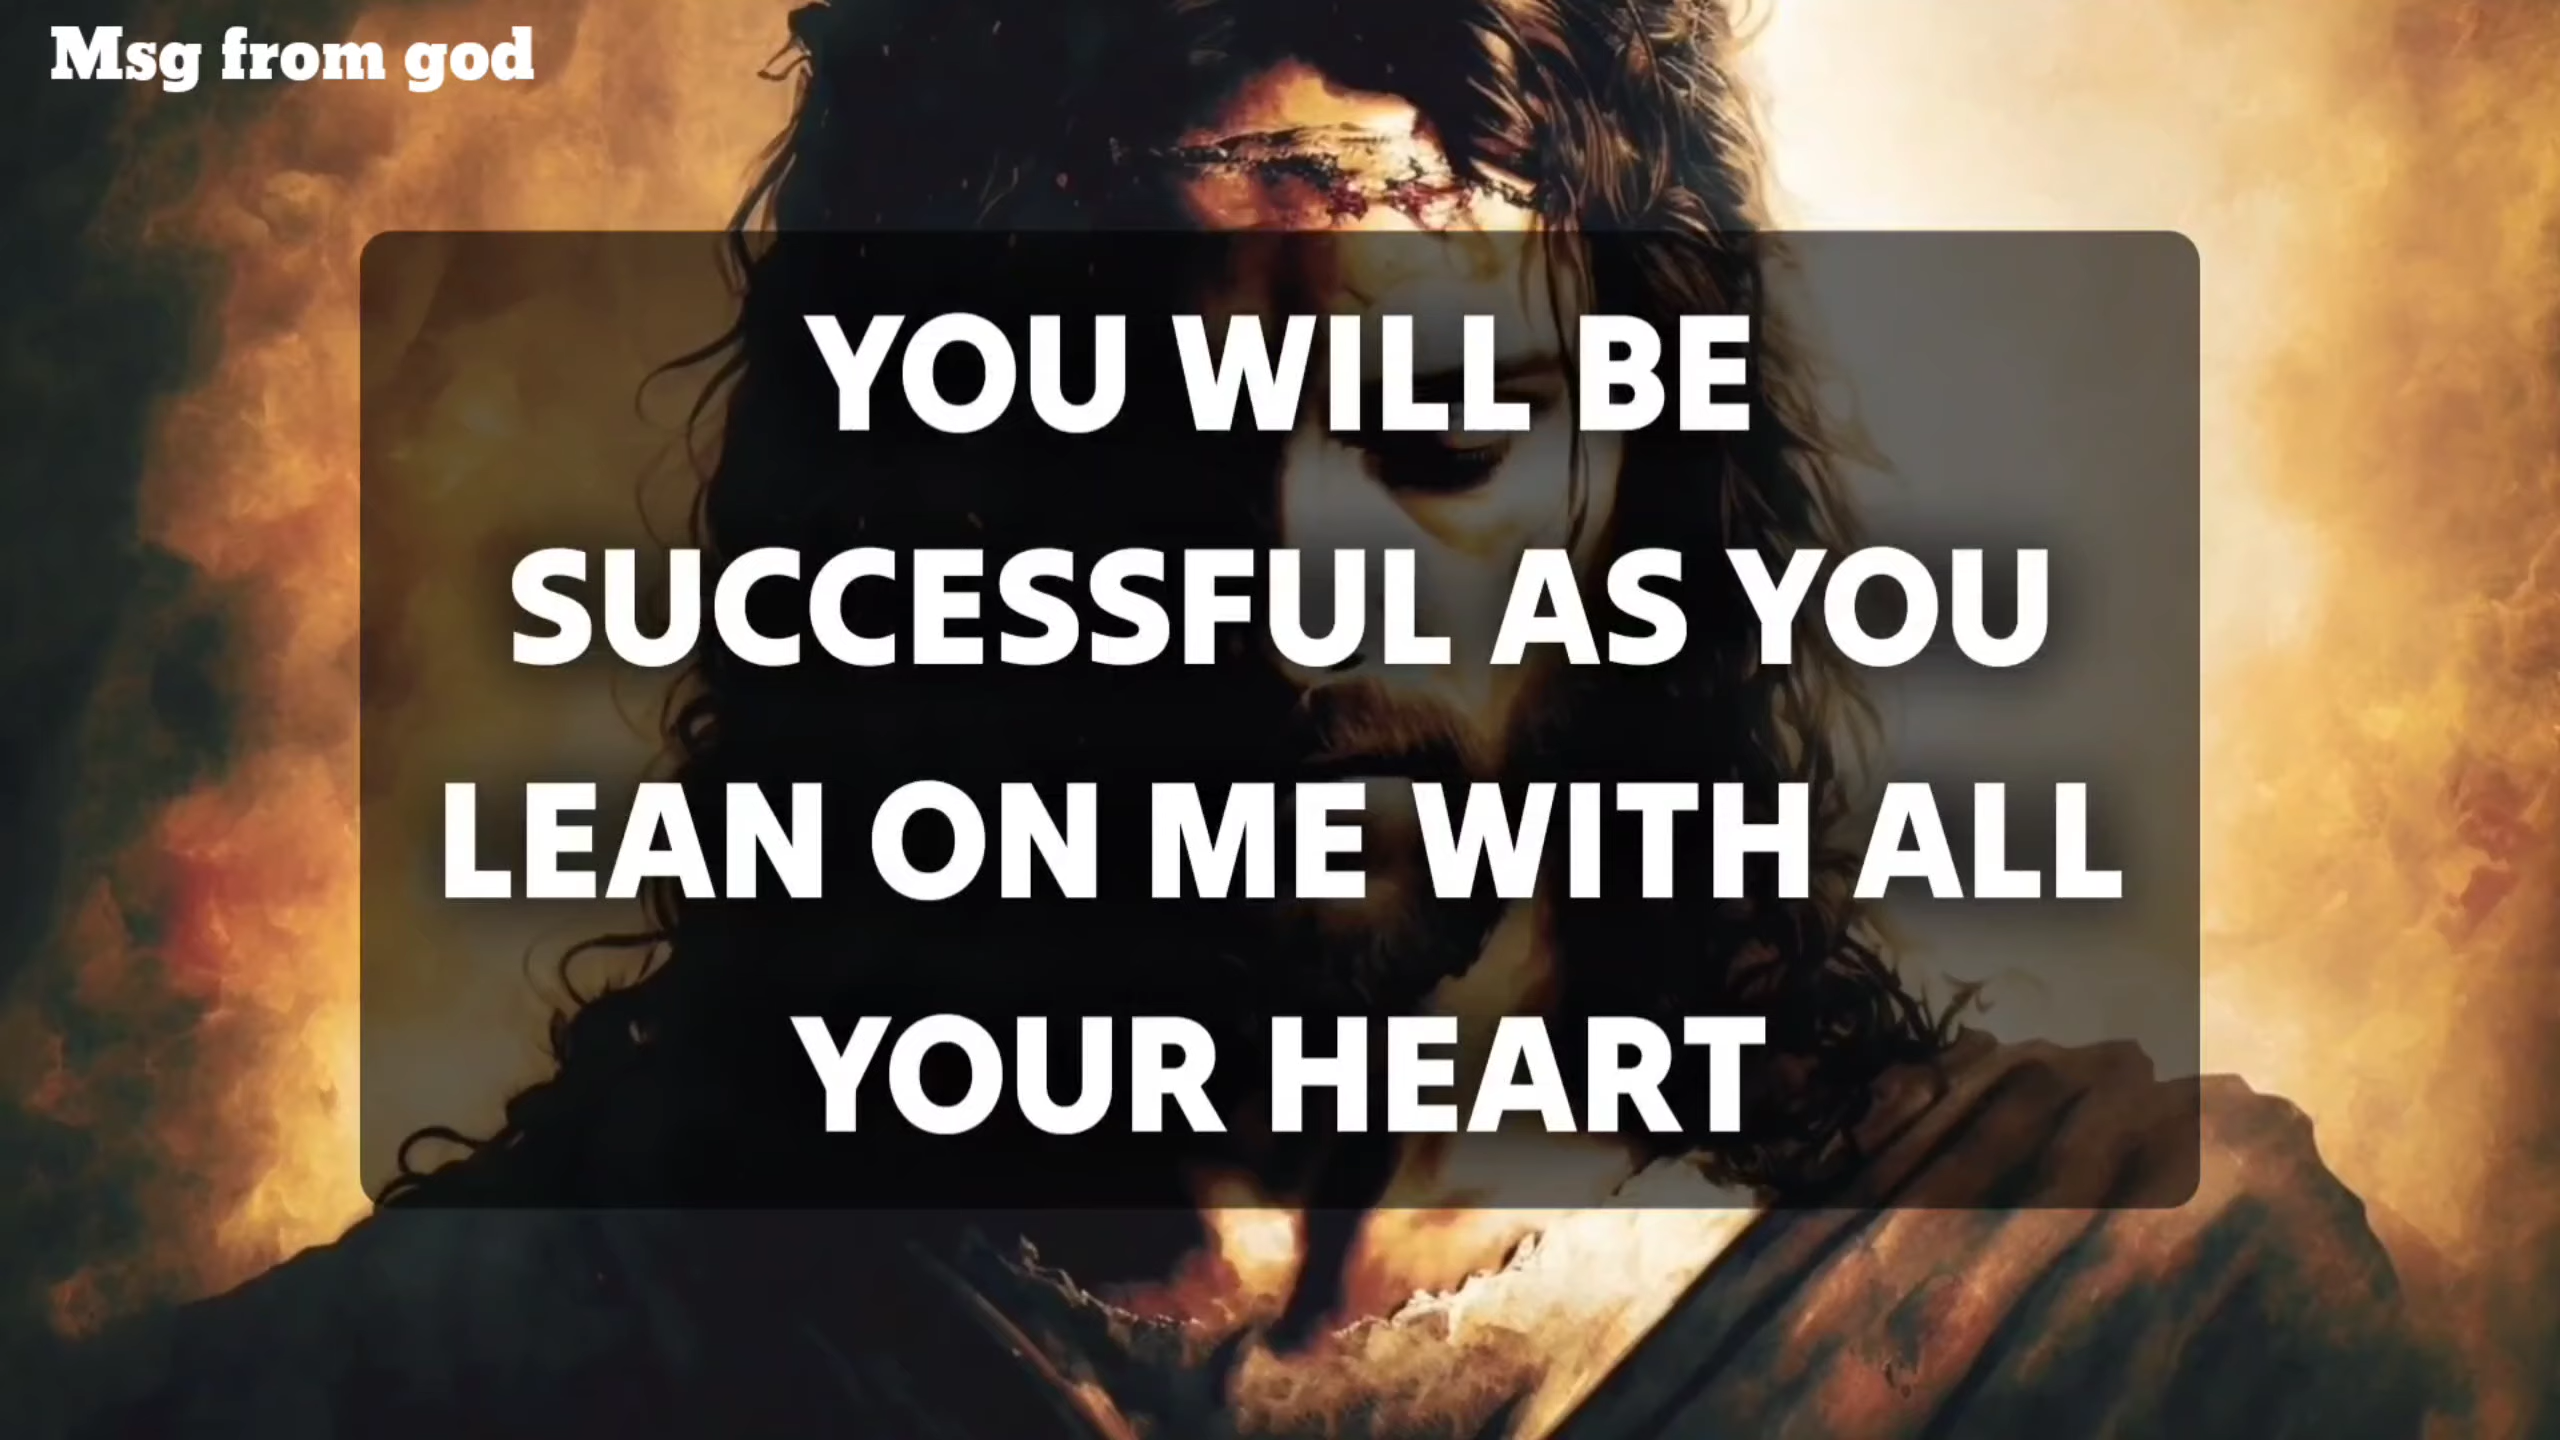 Msg from god
YOU WILL BE
SUCCESSFUL AS YOU
LEAN ON ME WITH ALL
YOUR HEART